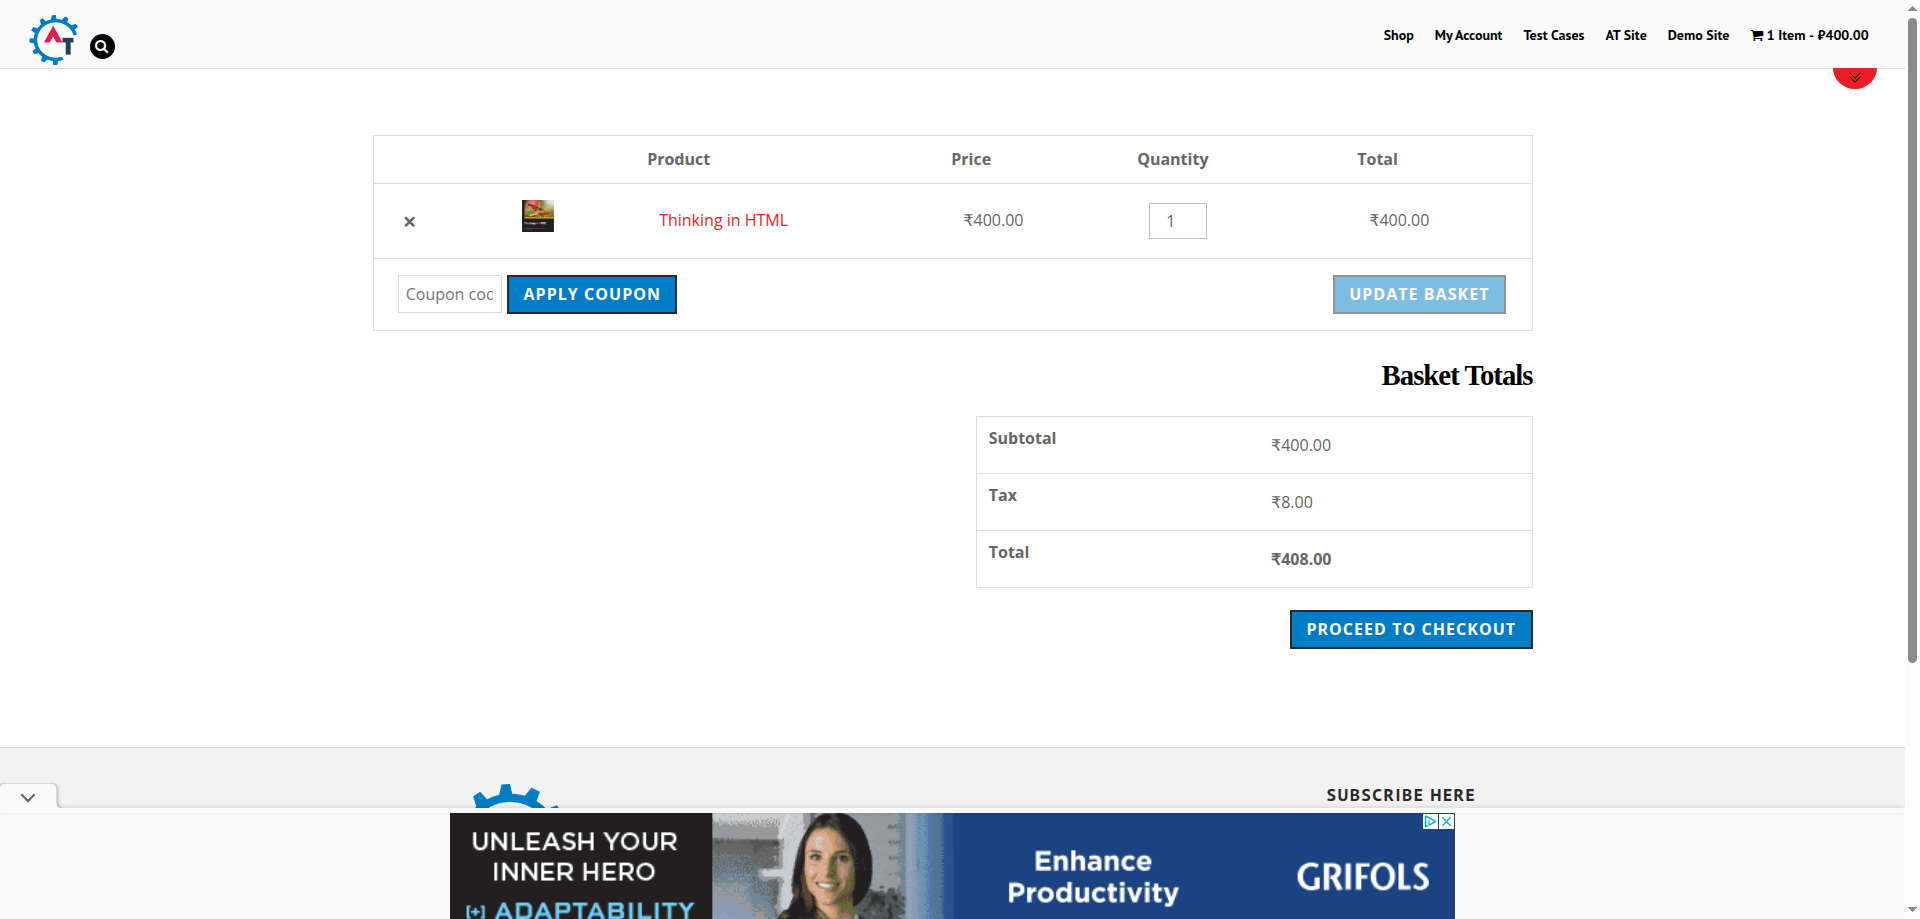 AT
Shop My Account Test Cases AT Site Demo Site 1 Item - ₽400.00
Product Price Quantity Total
× Thinking in HTML ₹400.00 1 ₹400.00
Coupon cod APPLY COUPON UPDATE BASKET
Basket Totals
Subtotal ₹400.00
Tax ₹8.00
Total ₹408.00
PROCEED TO CHECKOUT
SUBSCRIBE HERE
UNLEASH YOUR
INNER HERO
[+] ADAPTABILITY
Enhance
Productivity
GRIFOLS